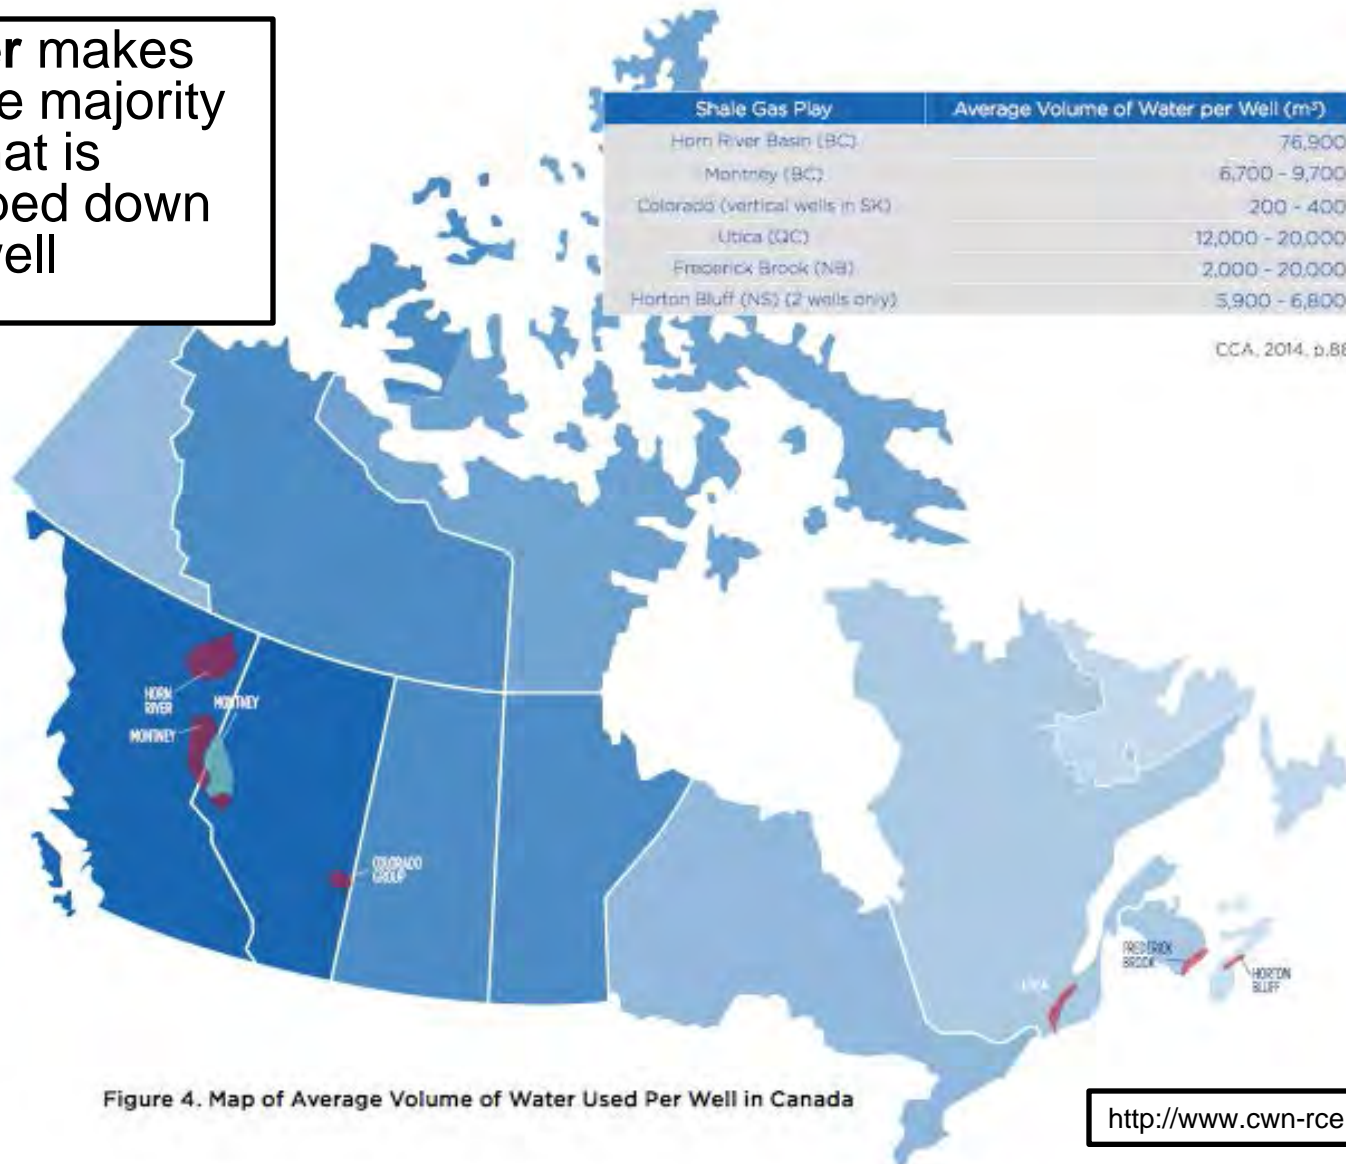 er makes
e majority
at is
ped down
well
Shale Gas Play Average Volume of Water per Well (m³)
Horn River Basin (BC) 76,900
Montney (BC) 6,700 - 9,700
Colorado (vertical wells in SK) 200 - 400
Utica (QC) 12,000 - 20,000
Frederick Brook (NB) 2,000 - 20,000
Horton Bluff (NS) (2 wells only) 5,900 - 6,800
CCA, 2014, p.88
HORN
RIVER
MONTNEY
MONTNEY
COLORADO
GROUP
FREDERICK
BROOK
HORTON
BLUFF
UTICA
Figure 4. Map of Average Volume of Water Used Per Well in Canada
http://www.cwn-rce